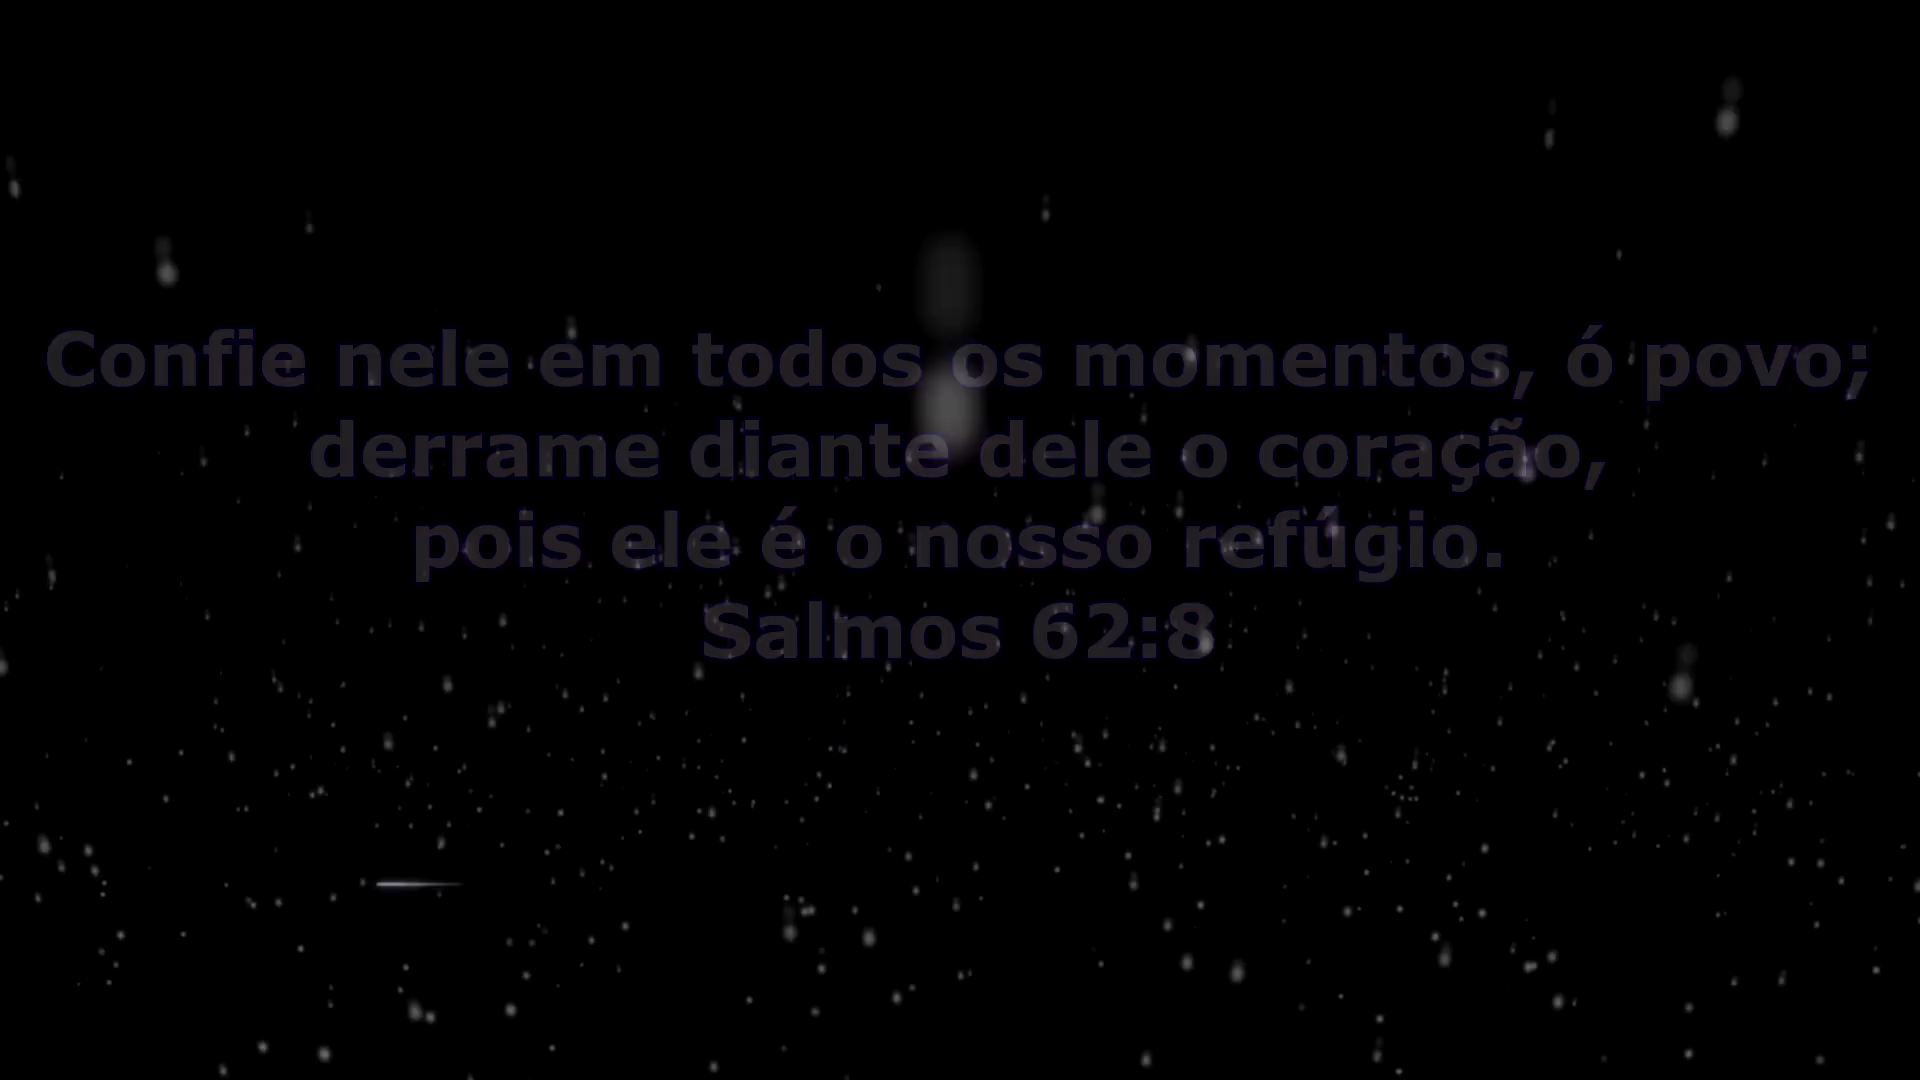 Confie nele em todos os momentos, ó povo;
derrame diante dele o coração,
pois ele é o nosso refúgio.
Salmos 62:8